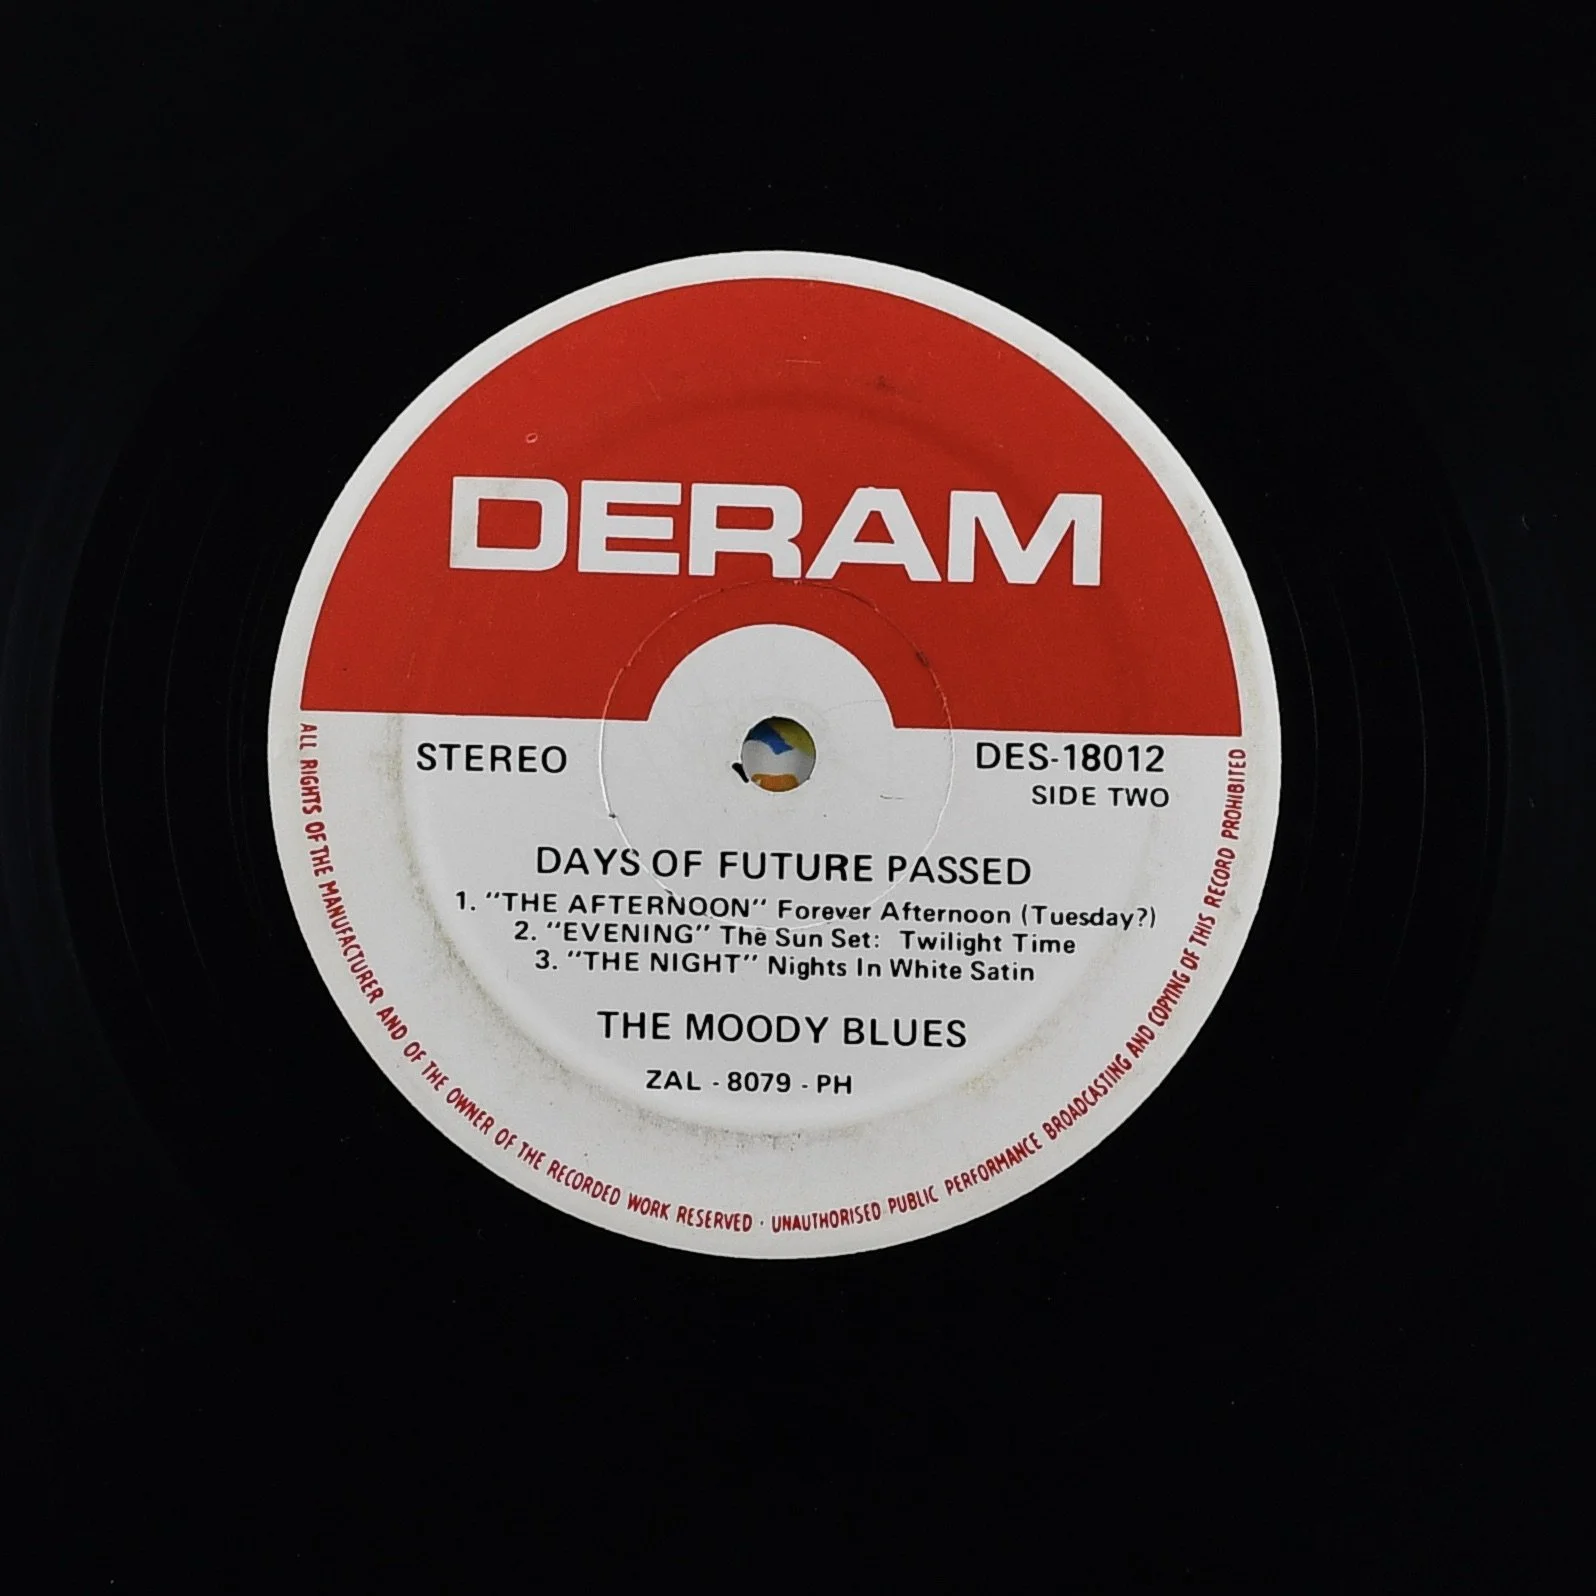 DERAM
STEREO
DES-18012
SIDE TWO
DAYS OF FUTURE PASSED
1. "THE AFTERNOON" Forever Afternoon (Tuesday?)
2. "EVENING" The Sun Set: Twilight Time
3. "THE NIGHT" Nights In White Satin
THE MOODY BLUES
ZAL - 8079 - PH
ALL RIGHTS OF THE MANUFACTURER AND OF THE OWNER OF THE RECORDED WORK RESERVED · UNAUTHORISED PUBLIC PERFORMANCE BROADCASTING AND COPYING OF THIS RECORD PROHIBITED